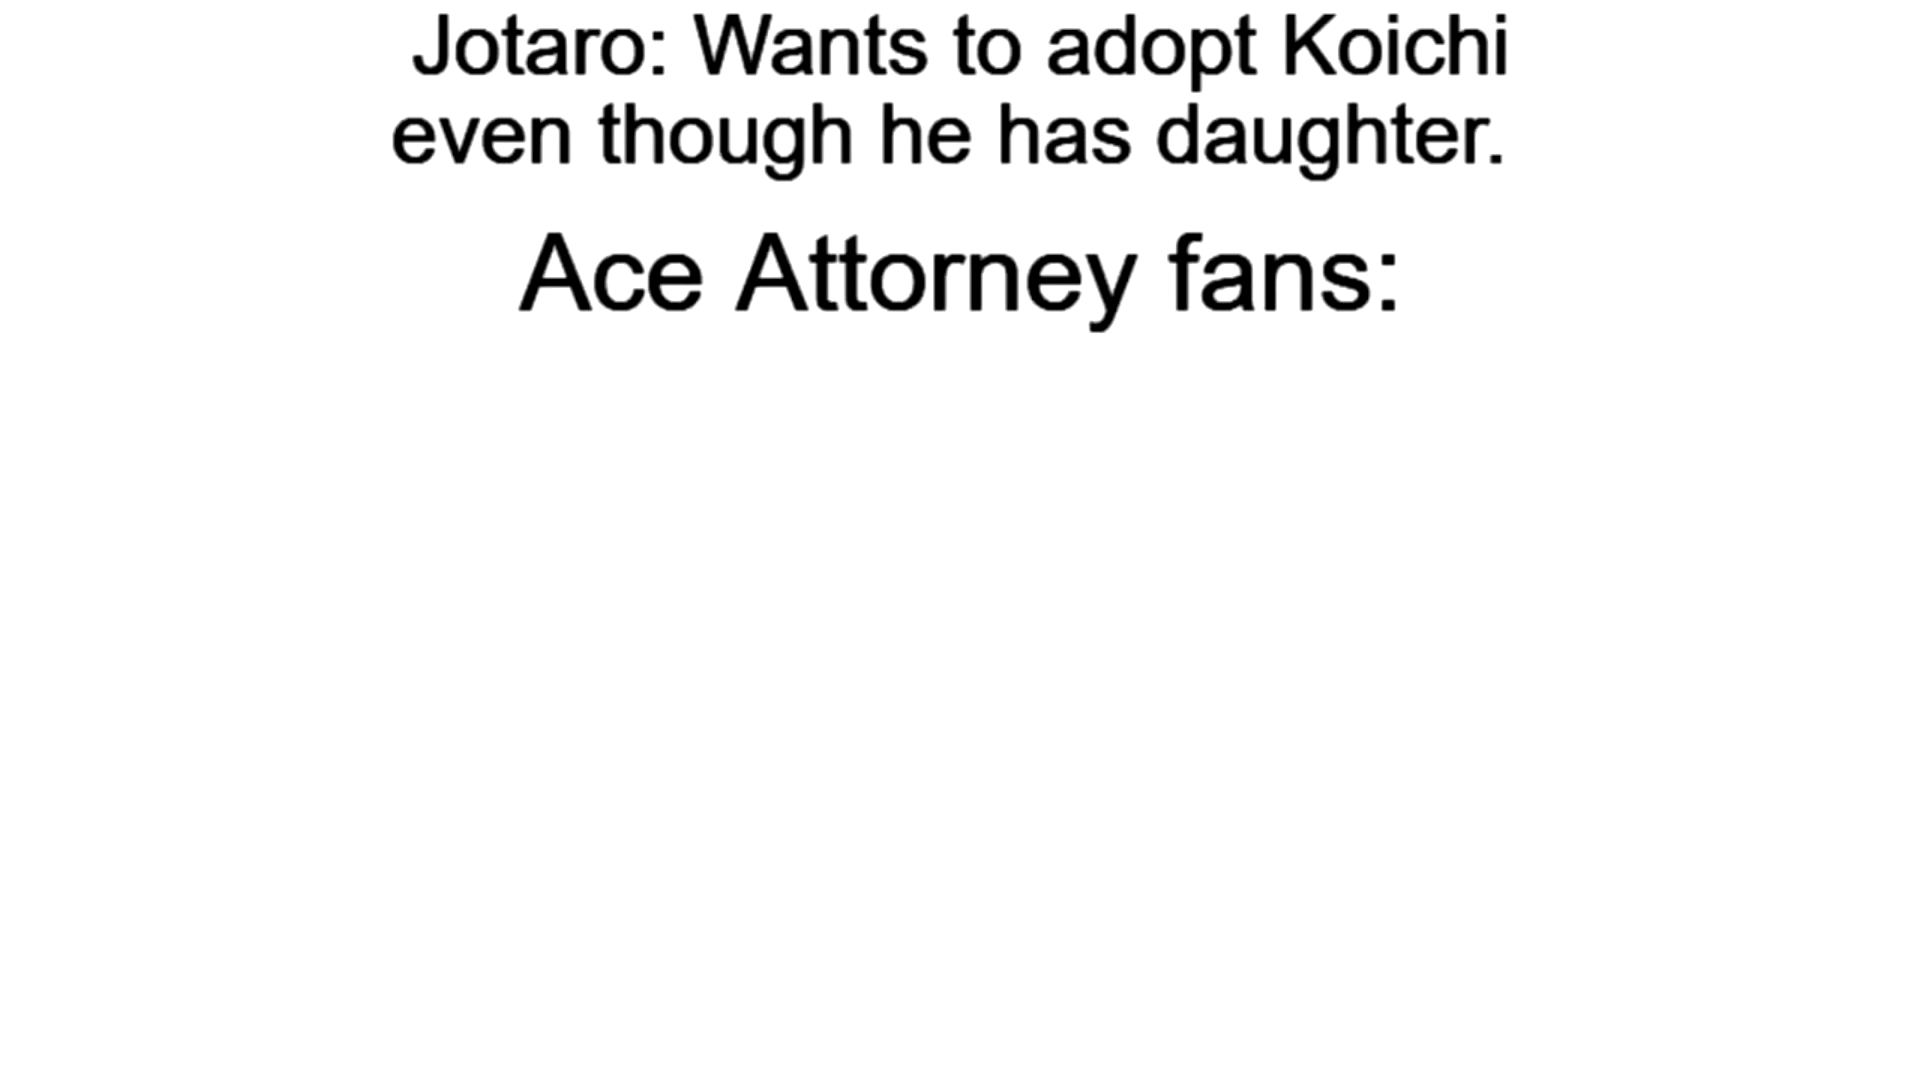 Jotaro: Wants to adopt Koichi
even though he has daughter.
Ace Attorney fans: